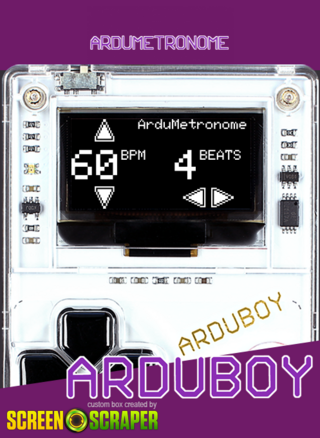 ARDUMETRONOME
ArduMetronome
60 BPM 4 BEATS
ARDUBOY
ARDUBOY
custom box created by
SCREEN SCRAPER